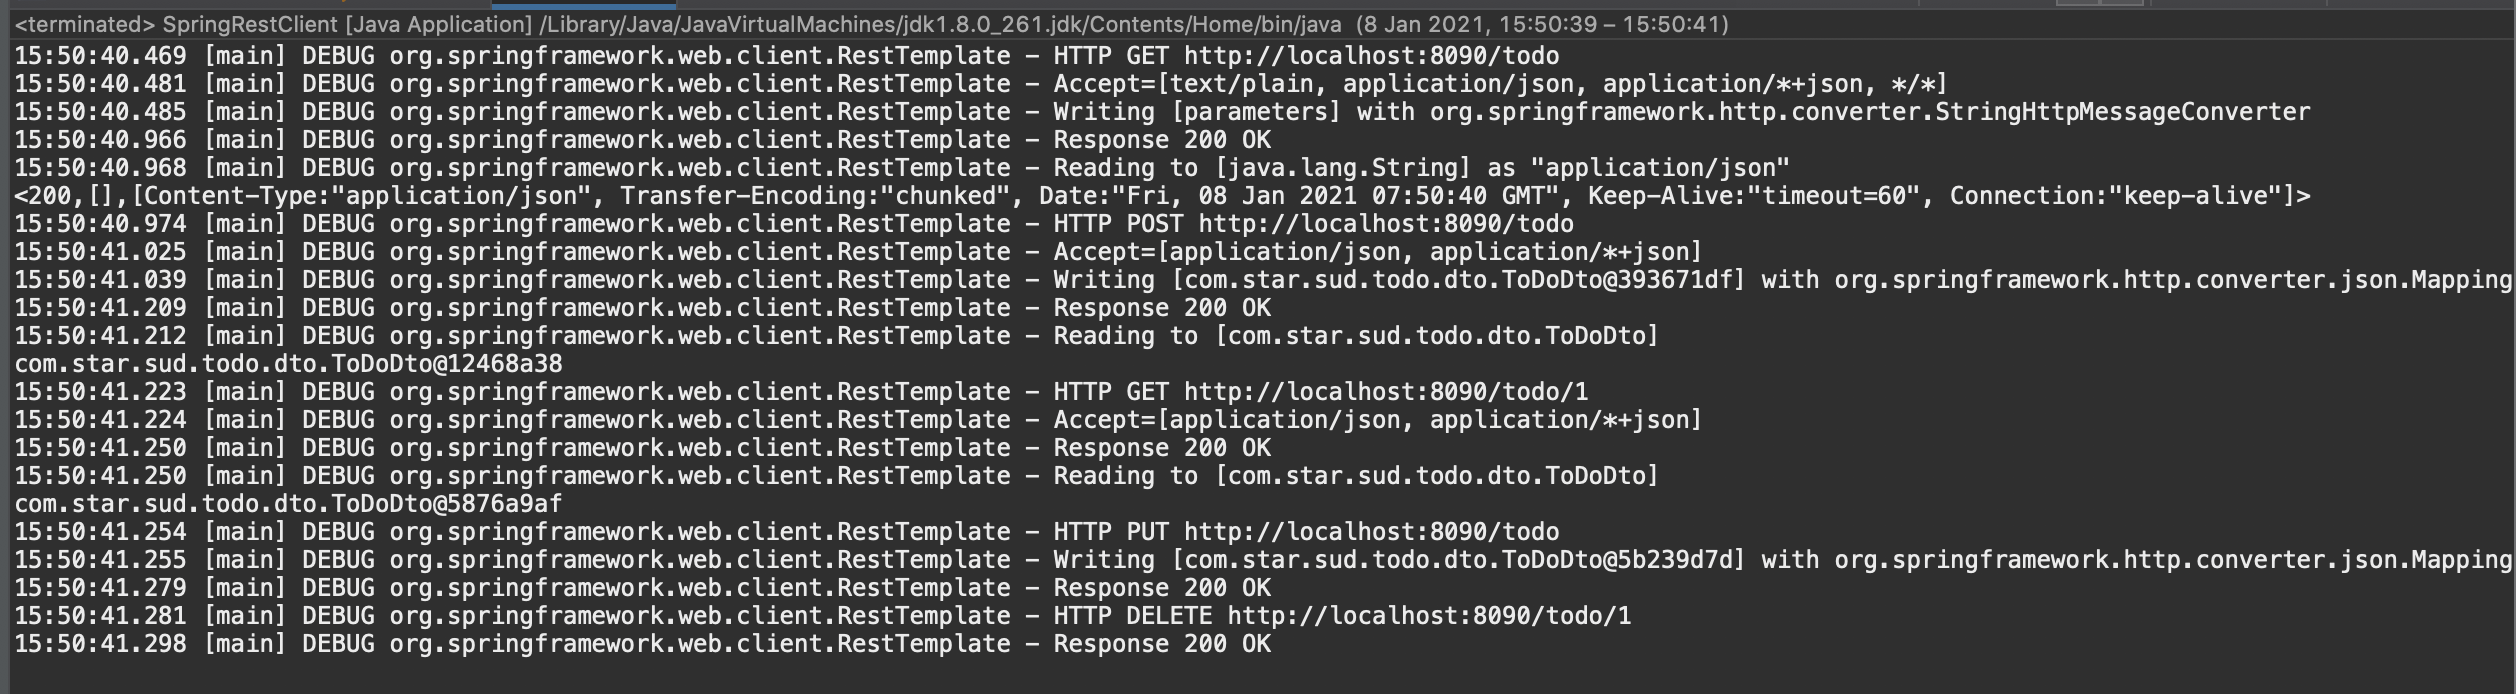 <terminated> SpringRestClient [Java Application] /Library/Java/JavaVirtualMachines/jdk1.8.0_261.jdk/Contents/Home/bin/java (8 Jan 2021, 15:50:39 – 15:50:41)
15:50:40.469 [main] DEBUG org.springframework.web.client.RestTemplate - HTTP GET http://localhost:8090/todo
15:50:40.481 [main] DEBUG org.springframework.web.client.RestTemplate - Accept=[text/plain, application/json, application/*+json, */*]
15:50:40.485 [main] DEBUG org.springframework.web.client.RestTemplate - Writing [parameters] with org.springframework.http.converter.StringHttpMessageConverter
15:50:40.966 [main] DEBUG org.springframework.web.client.RestTemplate - Response 200 OK
15:50:40.968 [main] DEBUG org.springframework.web.client.RestTemplate - Reading to [java.lang.String] as "application/json"
<200,[],[Content-Type:"application/json", Transfer-Encoding:"chunked", Date:"Fri, 08 Jan 2021 07:50:40 GMT", Keep-Alive:"timeout=60", Connection:"keep-alive"]>
15:50:40.974 [main] DEBUG org.springframework.web.client.RestTemplate - HTTP POST http://localhost:8090/todo
15:50:41.025 [main] DEBUG org.springframework.web.client.RestTemplate - Accept=[application/json, application/*+json]
15:50:41.039 [main] DEBUG org.springframework.web.client.RestTemplate - Writing [com.star.sud.todo.dto.ToDoDto@393671df] with org.springframework.http.converter.json.Mapping
15:50:41.209 [main] DEBUG org.springframework.web.client.RestTemplate - Response 200 OK
15:50:41.212 [main] DEBUG org.springframework.web.client.RestTemplate - Reading to [com.star.sud.todo.dto.ToDoDto]
com.star.sud.todo.dto.ToDoDto@12468a38
15:50:41.223 [main] DEBUG org.springframework.web.client.RestTemplate - HTTP GET http://localhost:8090/todo/1
15:50:41.224 [main] DEBUG org.springframework.web.client.RestTemplate - Accept=[application/json, application/*+json]
15:50:41.250 [main] DEBUG org.springframework.web.client.RestTemplate - Response 200 OK
15:50:41.250 [main] DEBUG org.springframework.web.client.RestTemplate - Reading to [com.star.sud.todo.dto.ToDoDto]
com.star.sud.todo.dto.ToDoDto@5876a9af
15:50:41.254 [main] DEBUG org.springframework.web.client.RestTemplate - HTTP PUT http://localhost:8090/todo
15:50:41.255 [main] DEBUG org.springframework.web.client.RestTemplate - Writing [com.star.sud.todo.dto.ToDoDto@5b239d7d] with org.springframework.http.converter.json.Mapping
15:50:41.279 [main] DEBUG org.springframework.web.client.RestTemplate - Response 200 OK
15:50:41.281 [main] DEBUG org.springframework.web.client.RestTemplate - HTTP DELETE http://localhost:8090/todo/1
15:50:41.298 [main] DEBUG org.springframework.web.client.RestTemplate - Response 200 OK